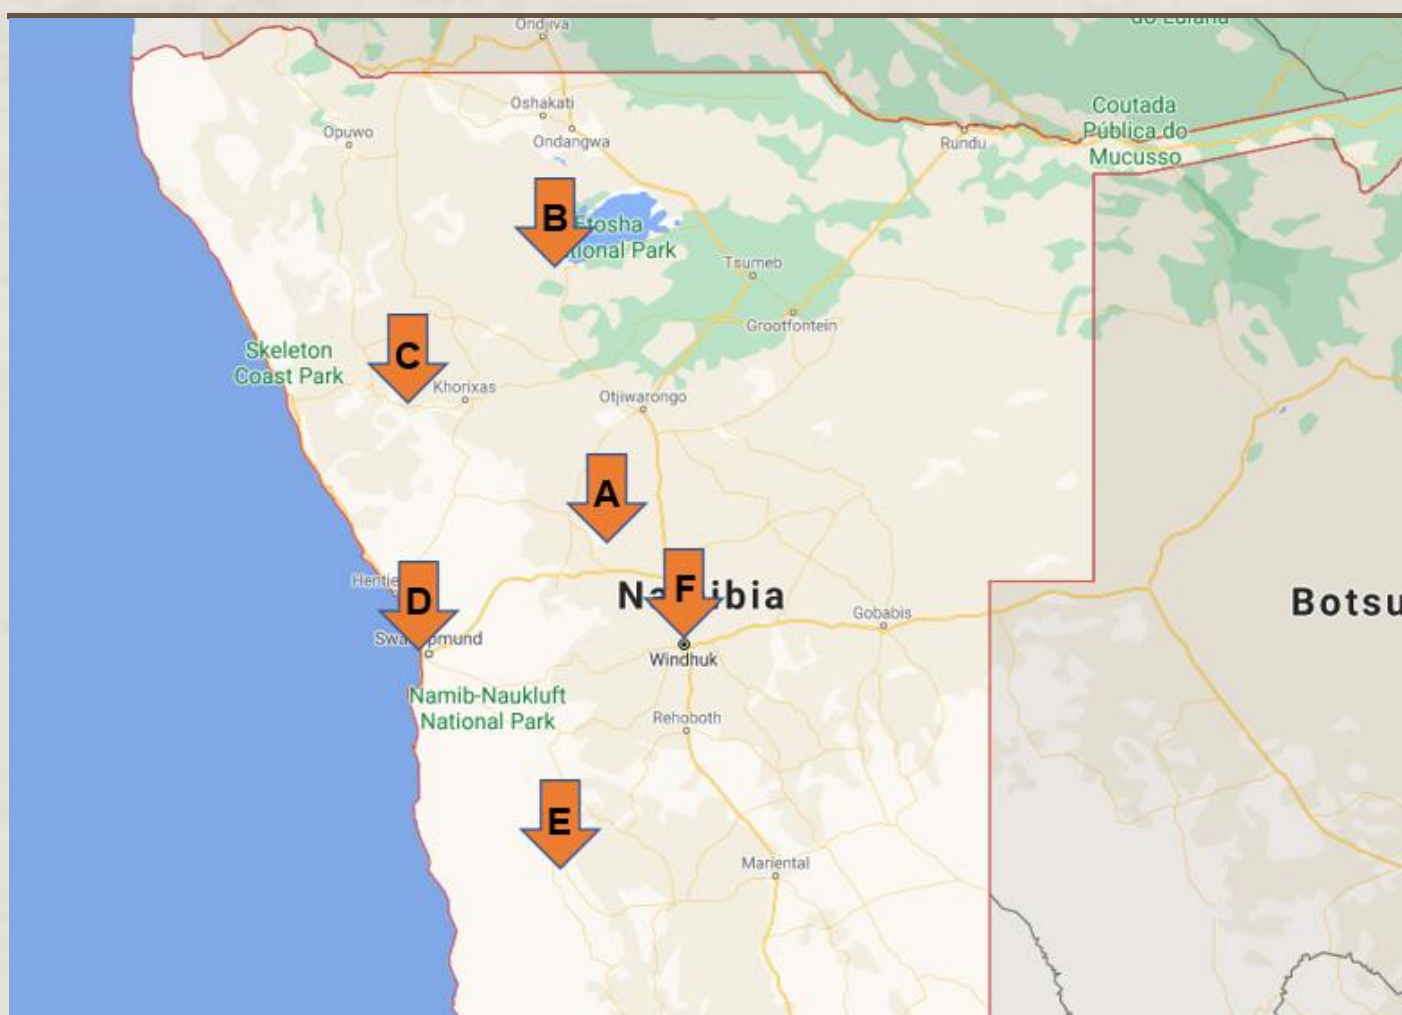 Ondjiva
Oshakati
Opuwo
Ondangwa
Rundu
Coutada
Pública do
Mucusso
B
Etosha
National Park
Tsumeb
Grootfontein
Skeleton
Coast Park
C
Khorixas
Otjiwarongo
A
D
F
Namibia
Gobabis
Botsu
Windhuk
Namib-Naukluft
National Park
Rehoboth
E
Mariental